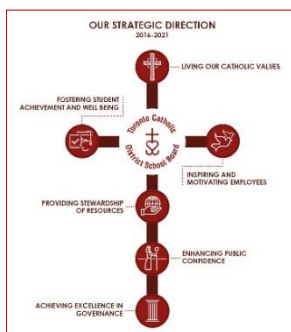 OUR STRATEGIC DIRECTION
2016-2021
LIVING OUR CATHOLIC VALUES
FOSTERING STUDENT
ACHIEVEMENT AND WELL BEING
Toronto Catholic
District School Board
INSPIRING AND
MOTIVATING EMPLOYEES
PROVIDING STEWARDSHIP
OF RESOURCES
ENHANCING PUBLIC
CONFIDENCE
ACHIEVING EXCELLENCE IN
GOVERNANCE